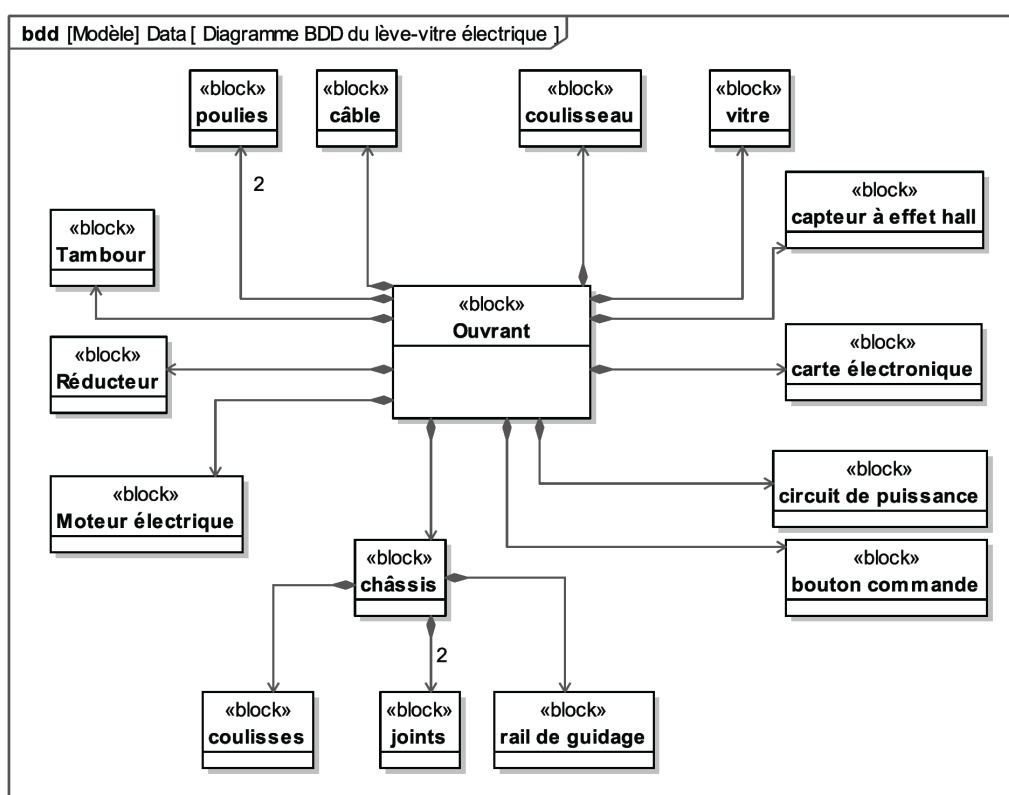 bdd [Modèle] Data [ Diagramme BDD du lève-vitre électrique ]
«block»
poulies
«block»
câble
«block»
coulisseau
«block»
vitre
2
«block»
capteur à effet hall
«block»
Tambour
«block»
Ouvrant
«block»
Réducteur
«block»
carte électronique
«block»
Moteur électrique
«block»
circuit de puissance
«block»
châssis
«block»
bouton commande
2
«block»
coulisses
«block»
joints
«block»
rail de guidage